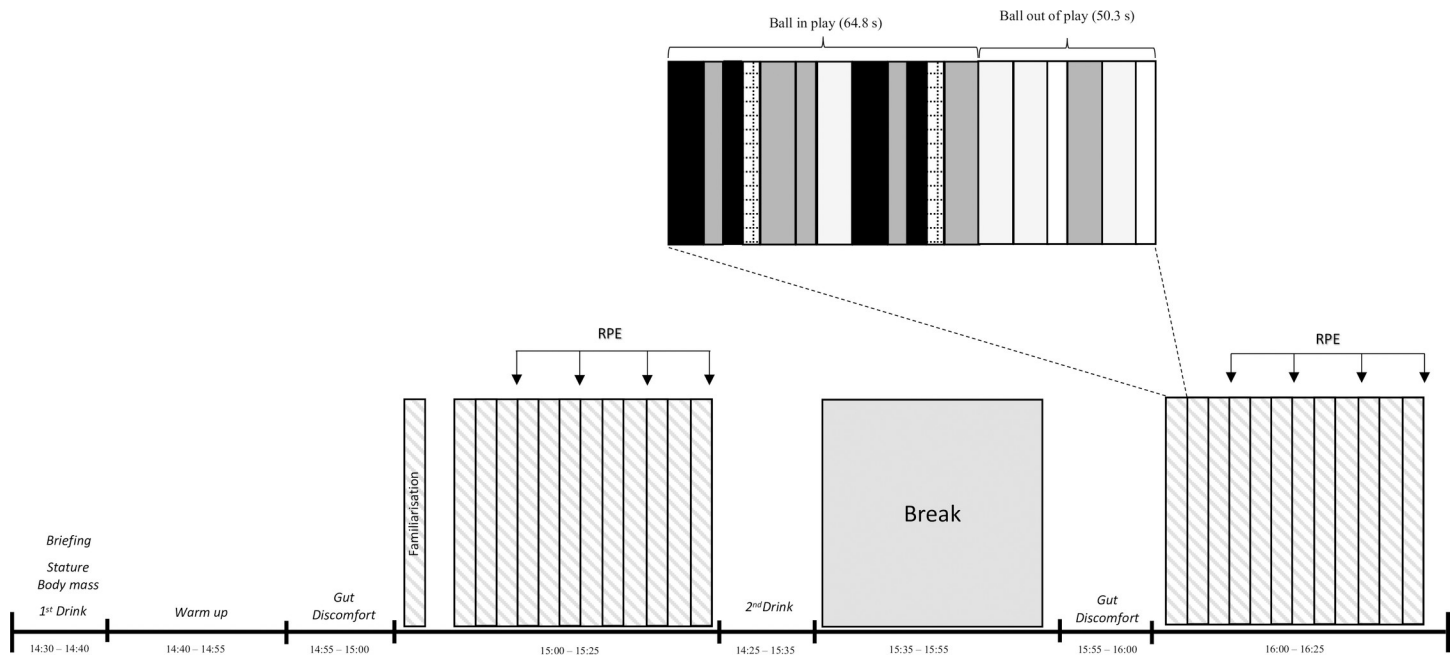 Ball in play (64.8 s)
Ball out of play (50.3 s)
RPE
RPE
Familiarisation
Break
Briefing
Stature
Body mass
1st Drink
Warm up
Gut
Discomfort
2nd Drink
Gut
Discomfort
14:30 – 14:40
14:40 – 14:55
14:55 – 15:00
15:00 – 15:25
14:25 – 15:35
15:35 – 15:55
15:55 – 16:00
16:00 – 16:25